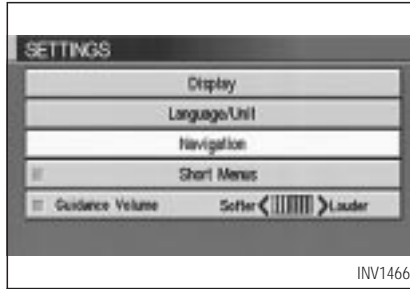 SETTINGS
Display
Language/Unit
Navigation
Short Menus
Guidance Volume Softer Louder
INV1466